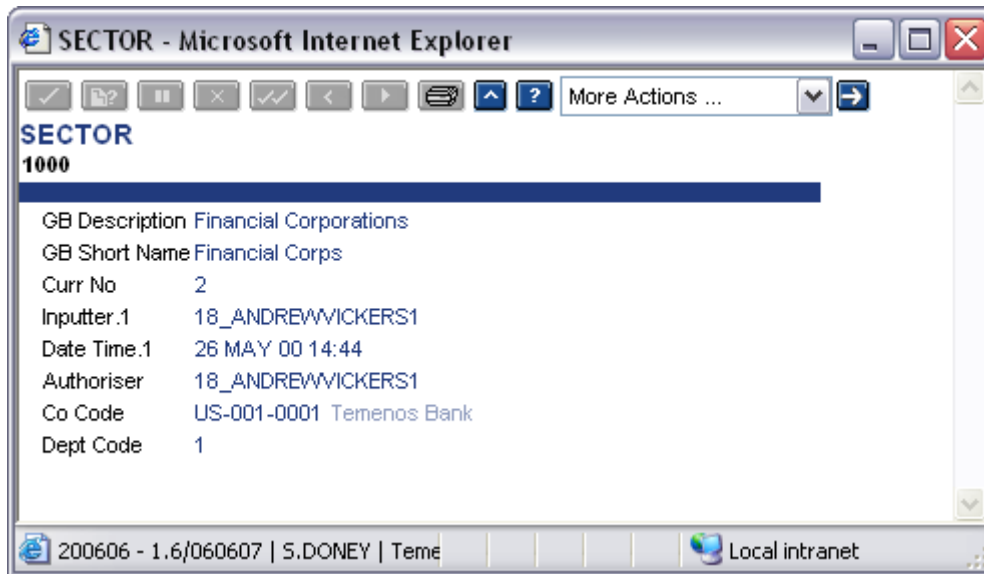 SECTOR - Microsoft Internet Explorer
More Actions ...
SECTOR
1000
GB Description Financial Corporations
GB Short Name Financial Corps
Curr No 2
Inputter.1 18_ANDREWVICKERS1
Date Time.1 26 MAY 00 14:44
Authoriser 18_ANDREWVICKERS1
Co Code US-001-0001 Temenos Bank
Dept Code 1
200606 - 1.6/060607 | S.DONEY | Teme
Local intranet